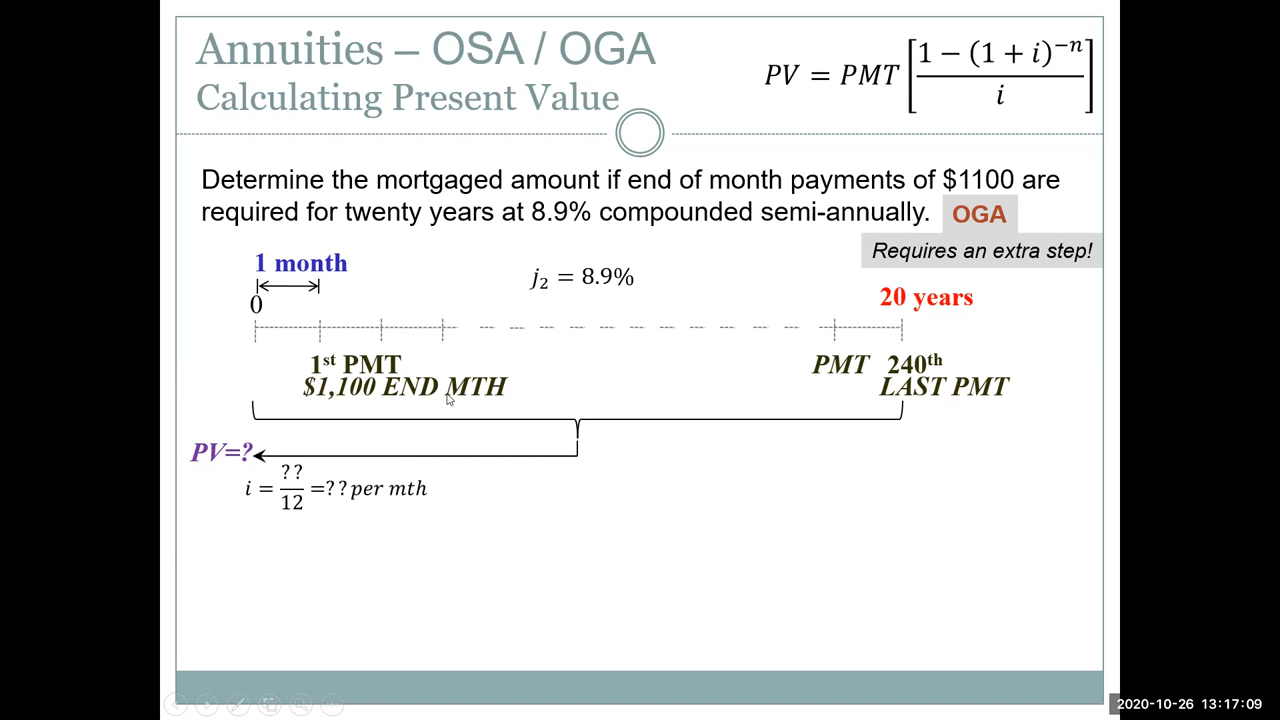 Annuities – OSA / OGA
Calculating Present Value
PV = PMT [1 − (1 + i)⁻ⁿ / i]
Determine the mortgaged amount if end of month payments of $1100 are
required for twenty years at 8.9% compounded semi-annually. OGA
Requires an extra step!
1 month
j₂ = 8.9%
0
20 years
1st PMT
PMT 240th
$1,100 END MTH
LAST PMT
PV=?
i = ??/12 =?? per mth
2020-10-26 13:17:09